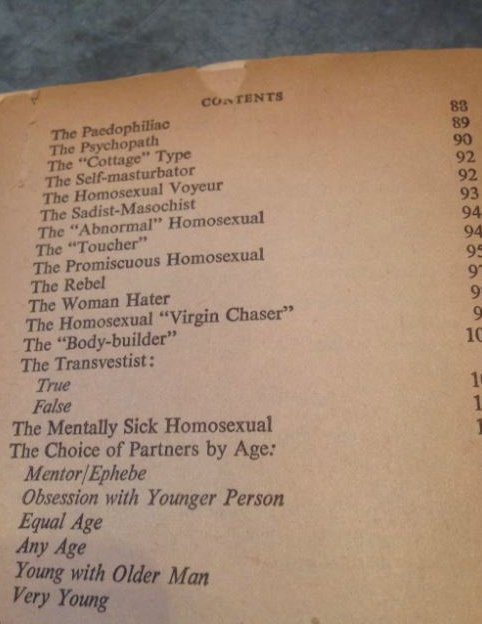 CONTENTS
The Paedophiliac 88
The Psychopath 89
The "Cottage" Type 90
The Self-masturbator 92
The Homosexual Voyeur 92
The Sadist-Masochist 93
The "Abnormal" Homosexual 94
The "Toucher" 94
The Promiscuous Homosexual
The Rebel
The Woman Hater
The Homosexual "Virgin Chaser"
The "Body-builder"
The Transvestist:
True
False
The Mentally Sick Homosexual
The Choice of Partners by Age:
Mentor/Ephebe
Obsession with Younger Person
Equal Age
Any Age
Young with Older Man
Very Young